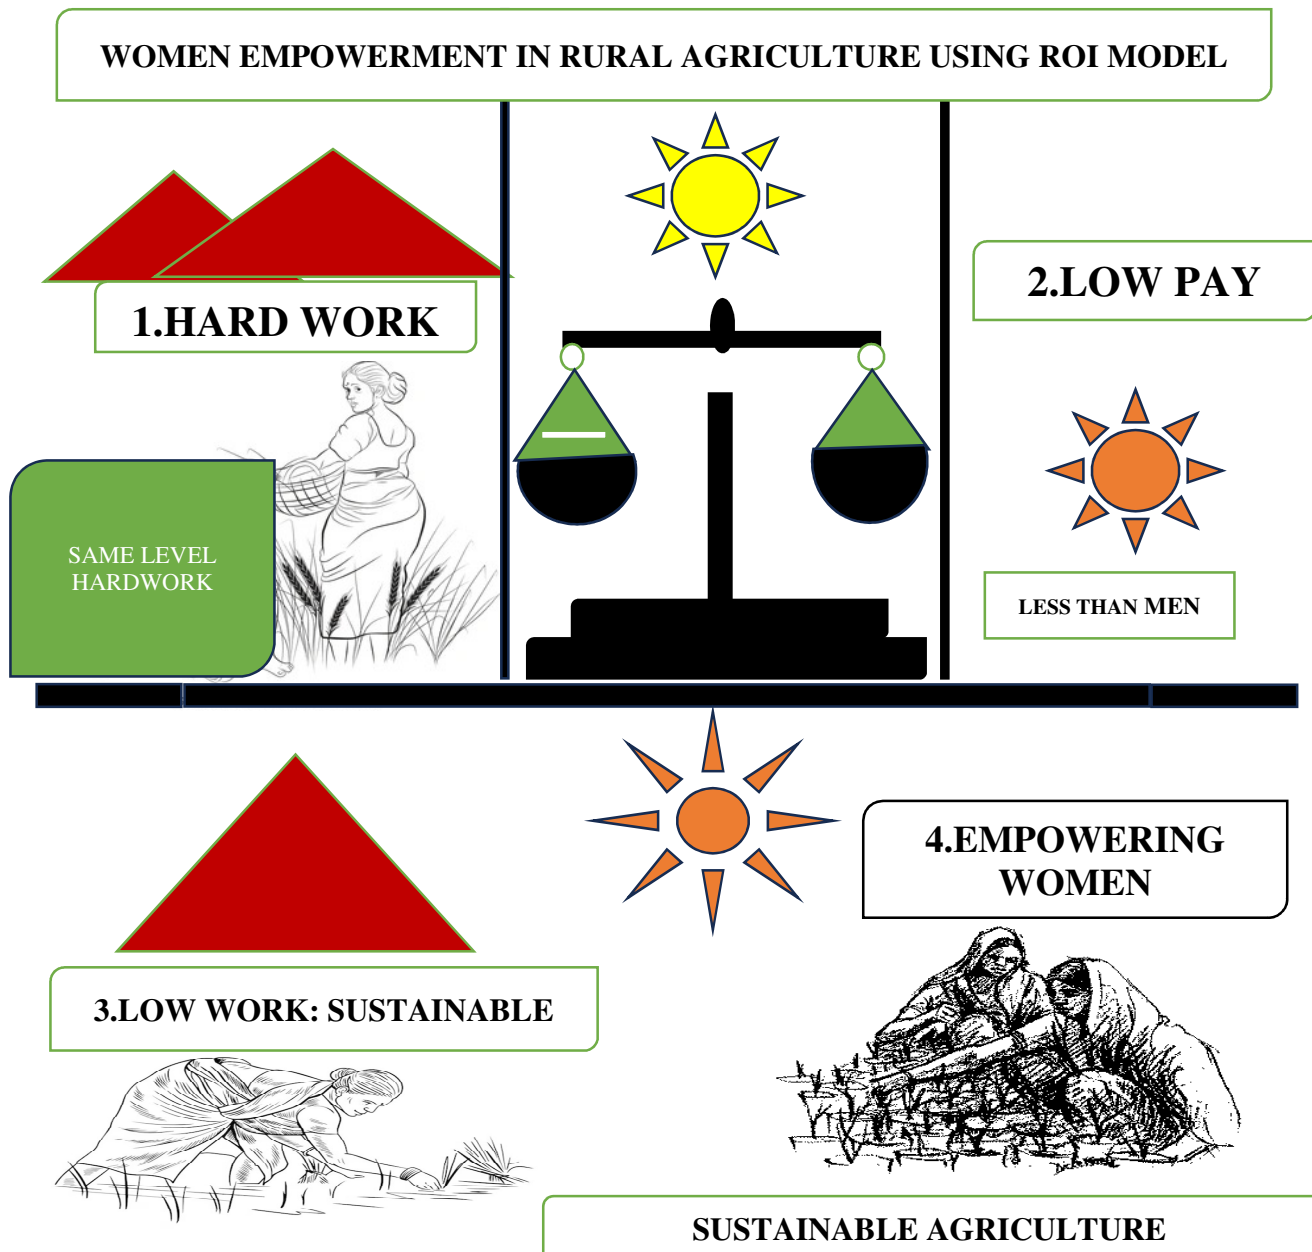 WOMEN EMPOWERMENT IN RURAL AGRICULTURE USING ROI MODEL
1.HARD WORK
2.LOW PAY
SAME LEVEL
HARDWORK
LESS THAN MEN
4.EMPOWERING
WOMEN
3.LOW WORK: SUSTAINABLE
SUSTAINABLE AGRICULTURE